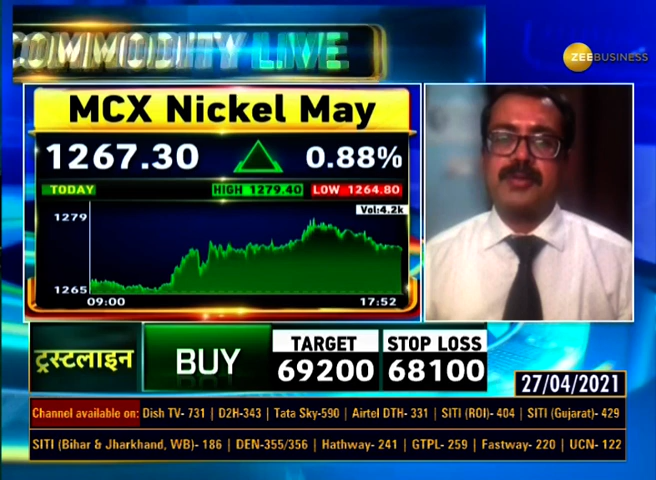 COMMODITY LIVE
ZEE BUSINESS
MCX Nickel May
1267.30 0.88%
TODAY HIGH 1279.40 LOW 1264.80
Vol:4.2k
1279
1265
09:00 17:52
ट्रस्टलाइन BUY TARGET STOP LOSS
69200 68100
27/04/2021
Channel available on: Dish TV- 731 | D2H-343 | Tata Sky-590 | Airtel DTH- 331 | SITI (ROI)- 404 | SITI (Gujarat)- 429
SITI (Bihar & Jharkhand, WB)- 186 | DEN-355/356 | Hathway- 241 | GTPL- 259 | Fastway- 220 | UCN- 122